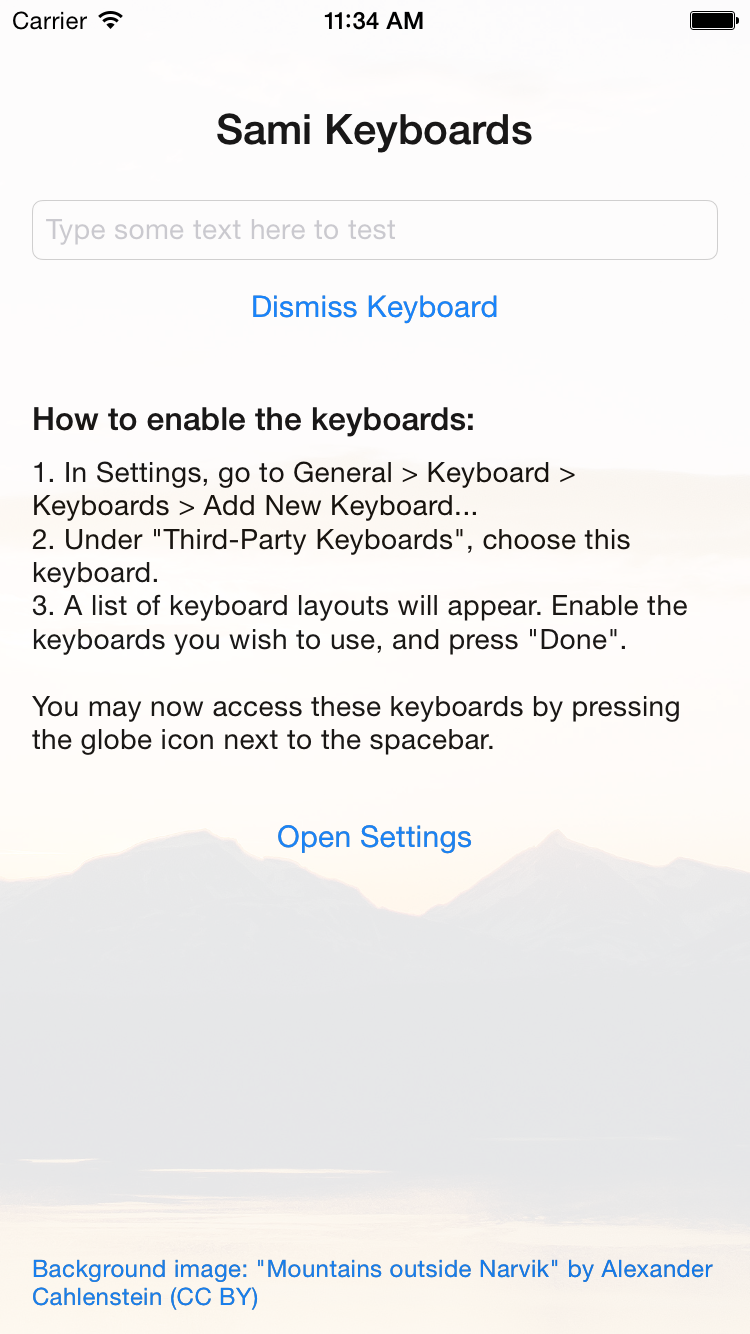 Carrier 11:34 AM
Sami Keyboards
Type some text here to test
Dismiss Keyboard
How to enable the keyboards:
1. In Settings, go to General > Keyboard >
Keyboards > Add New Keyboard...
2. Under "Third-Party Keyboards", choose this
keyboard.
3. A list of keyboard layouts will appear. Enable the
keyboards you wish to use, and press "Done".
You may now access these keyboards by pressing
the globe icon next to the spacebar.
Open Settings
Background image: "Mountains outside Narvik" by Alexander
Cahlenstein (CC BY)